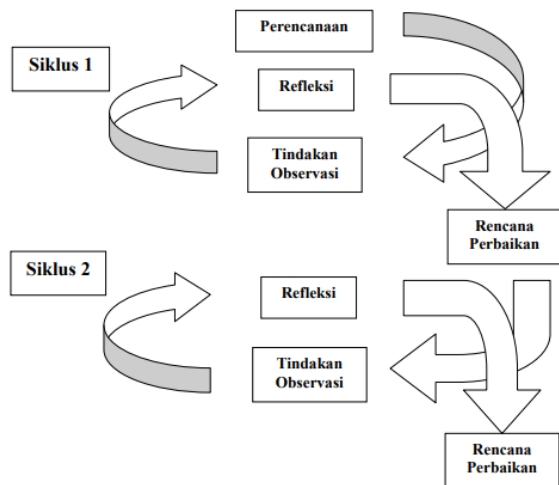 Perencanaan
Siklus 1
Refleksi
Tindakan
Observasi
Rencana
Perbaikan
Siklus 2
Refleksi
Tindakan
Observasi
Rencana
Perbaikan